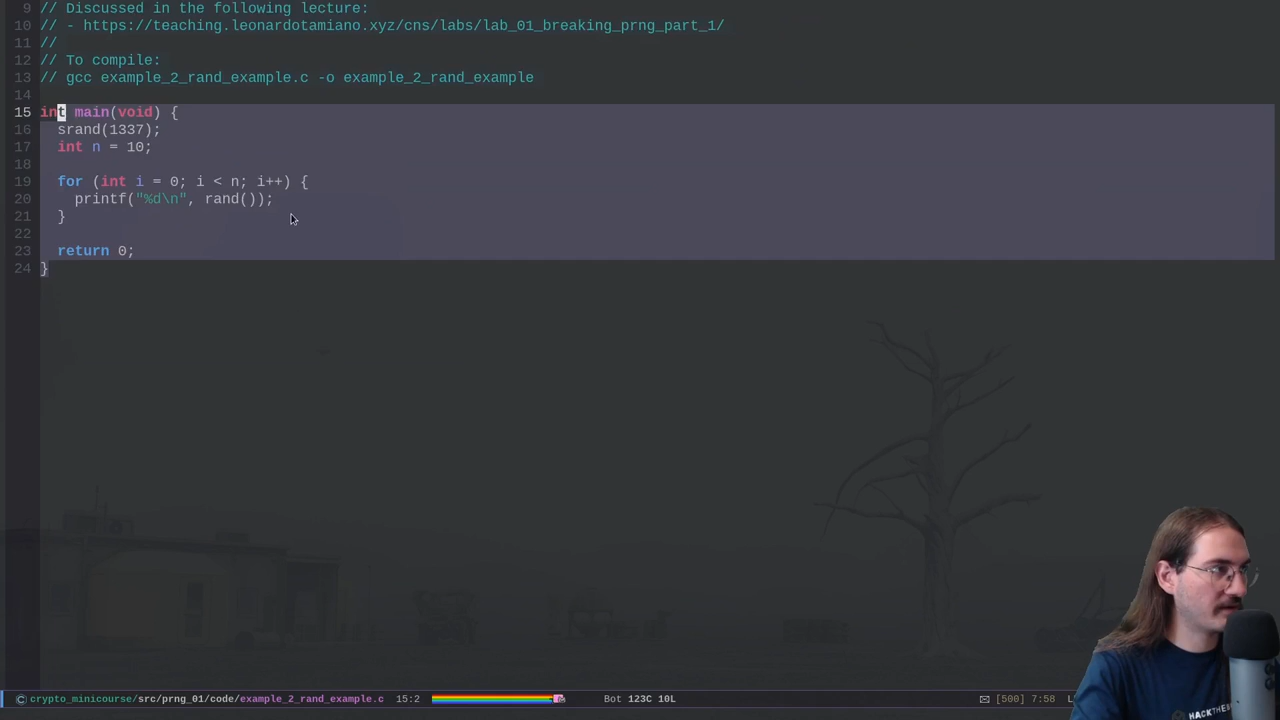 9 // Discussed in the following lecture:
10 // - https://teaching.leonardotamiano.xyz/cns/labs/lab_01_breaking_prng_part_1/
11 //
12 // To compile:
13 // gcc example_2_rand_example.c -o example_2_rand_example
14
15 int main(void) {
16 srand(1337);
17 int n = 10;
18
19 for (int i = 0; i < n; i++) {
20 printf("%d\n", rand());
21 }
22
23 return 0;
24 }
crypto_minicourse/src/prng_01/code/example_2_rand_example.c 15:2 Bot 123C 10L [500] 7:58